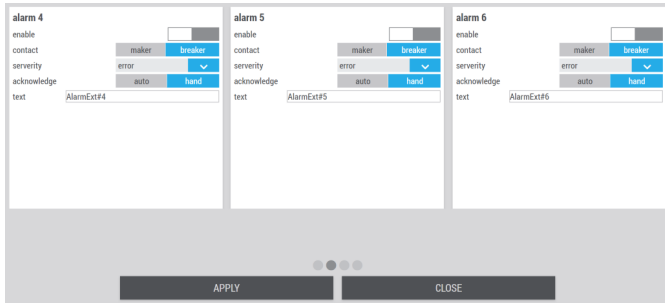 alarm 4
enable
contact maker breaker
serverity error
acknowledge auto hand
text AlarmExt#4
alarm 5
enable
contact maker breaker
serverity error
acknowledge auto hand
text AlarmExt#5
alarm 6
enable
contact maker breaker
serverity error
acknowledge auto hand
text AlarmExt#6
APPLY CLOSE